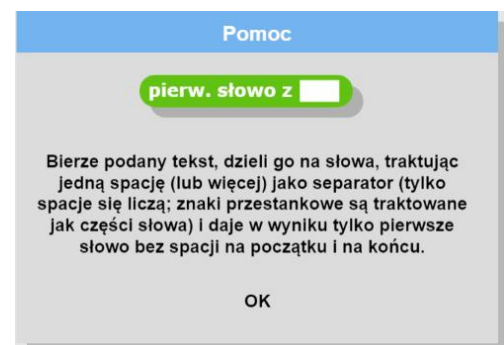 Pomoc
pierw. słowo z
Bierze podany tekst, dzieli go na słowa, traktując
jedną spację (lub więcej) jako separator (tylko
spacje się liczą; znaki przestankowe są traktowane
jak części słowa) i daje w wyniku tylko pierwsze
słowo bez spacji na początku i na końcu.
OK